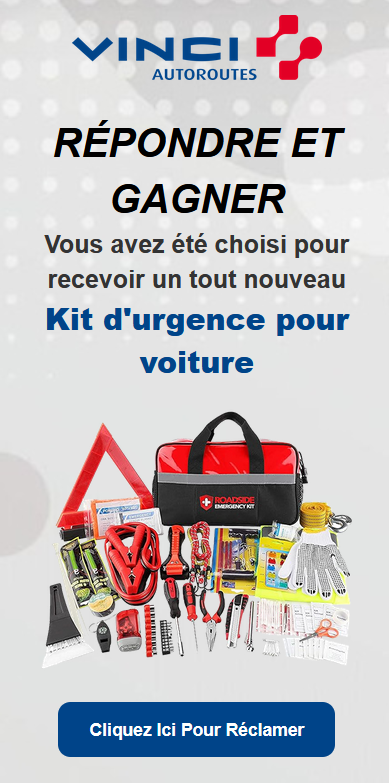 VINCI
AUTOROUTES
RÉPONDRE ET
GAGNER
Vous avez été choisi pour
recevoir un tout nouveau
Kit d'urgence pour
voiture
ROADSIDE
EMERGENCY KIT
Cliquez Ici Pour Réclamer